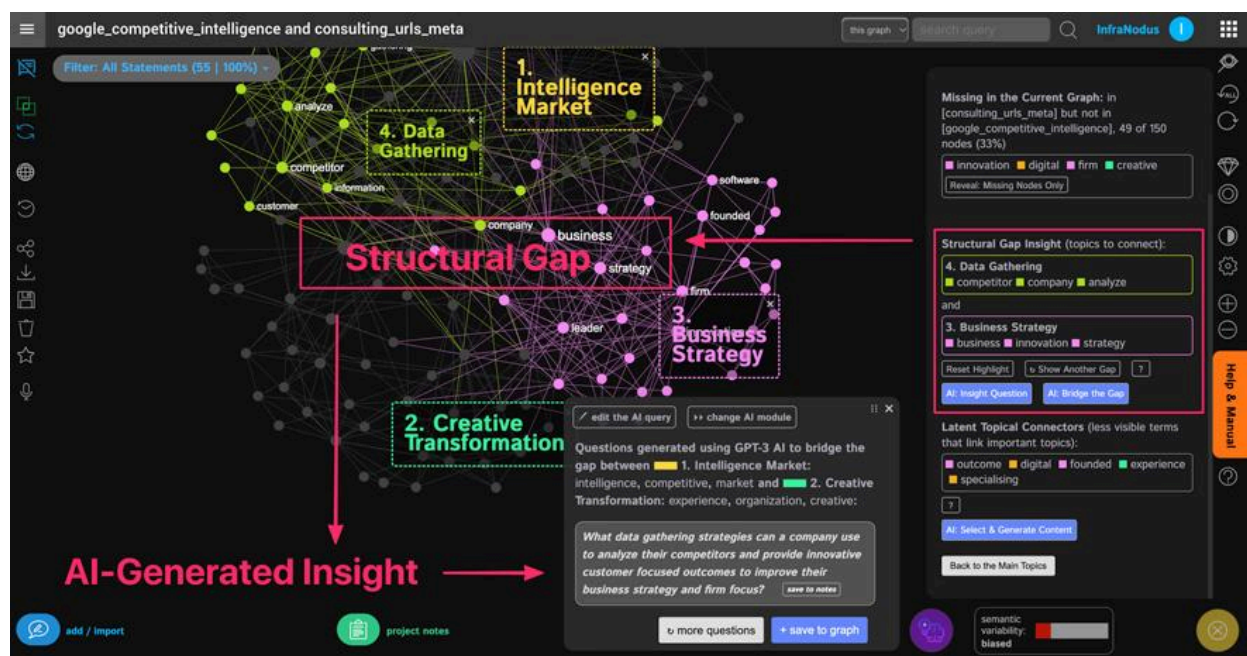 google_competitive_intelligence and consulting_urls_meta
this graph
search query
InfraNodus
I
Filter: All Statements (55 | 100%)
gathering
analyze
competitor
information
customer
company
business
strategy
software
founded
firm
leader
1.
Intelligence
Market
4. Data
Gathering
Structural Gap
3.
Business
Strategy
2. Creative
Transformation
AI-Generated Insight
Missing in the Current Graph: in
[consulting_urls_meta] but not in
[google_competitive_intelligence], 49 of 150
nodes (33%)
innovation digital firm creative
Reveal: Missing Nodes Only
Structural Gap Insight (topics to connect):
4. Data Gathering
competitor company analyze
and
3. Business Strategy
business innovation strategy
Reset Highlight
Show Another Gap
?
AI: Insight Question
AI: Bridge the Gap
Latent Topical Connectors (less visible terms
that link important topics):
outcome digital founded experience
specialising
?
AI: Select & Generate Content
Back to the Main Topics
Help & Manual
ALL
edit the AI query
change AI module
Questions generated using GPT-3 AI to bridge the
gap between 1. Intelligence Market:
intelligence, competitive, market and 2. Creative
Transformation: experience, organization, creative:
What data gathering strategies can a company use
to analyze their competitors and provide innovative
customer focused outcomes to improve their
business strategy and firm focus? save to notes
more questions
+ save to graph
add / import
project notes
semantic
variability:
biased